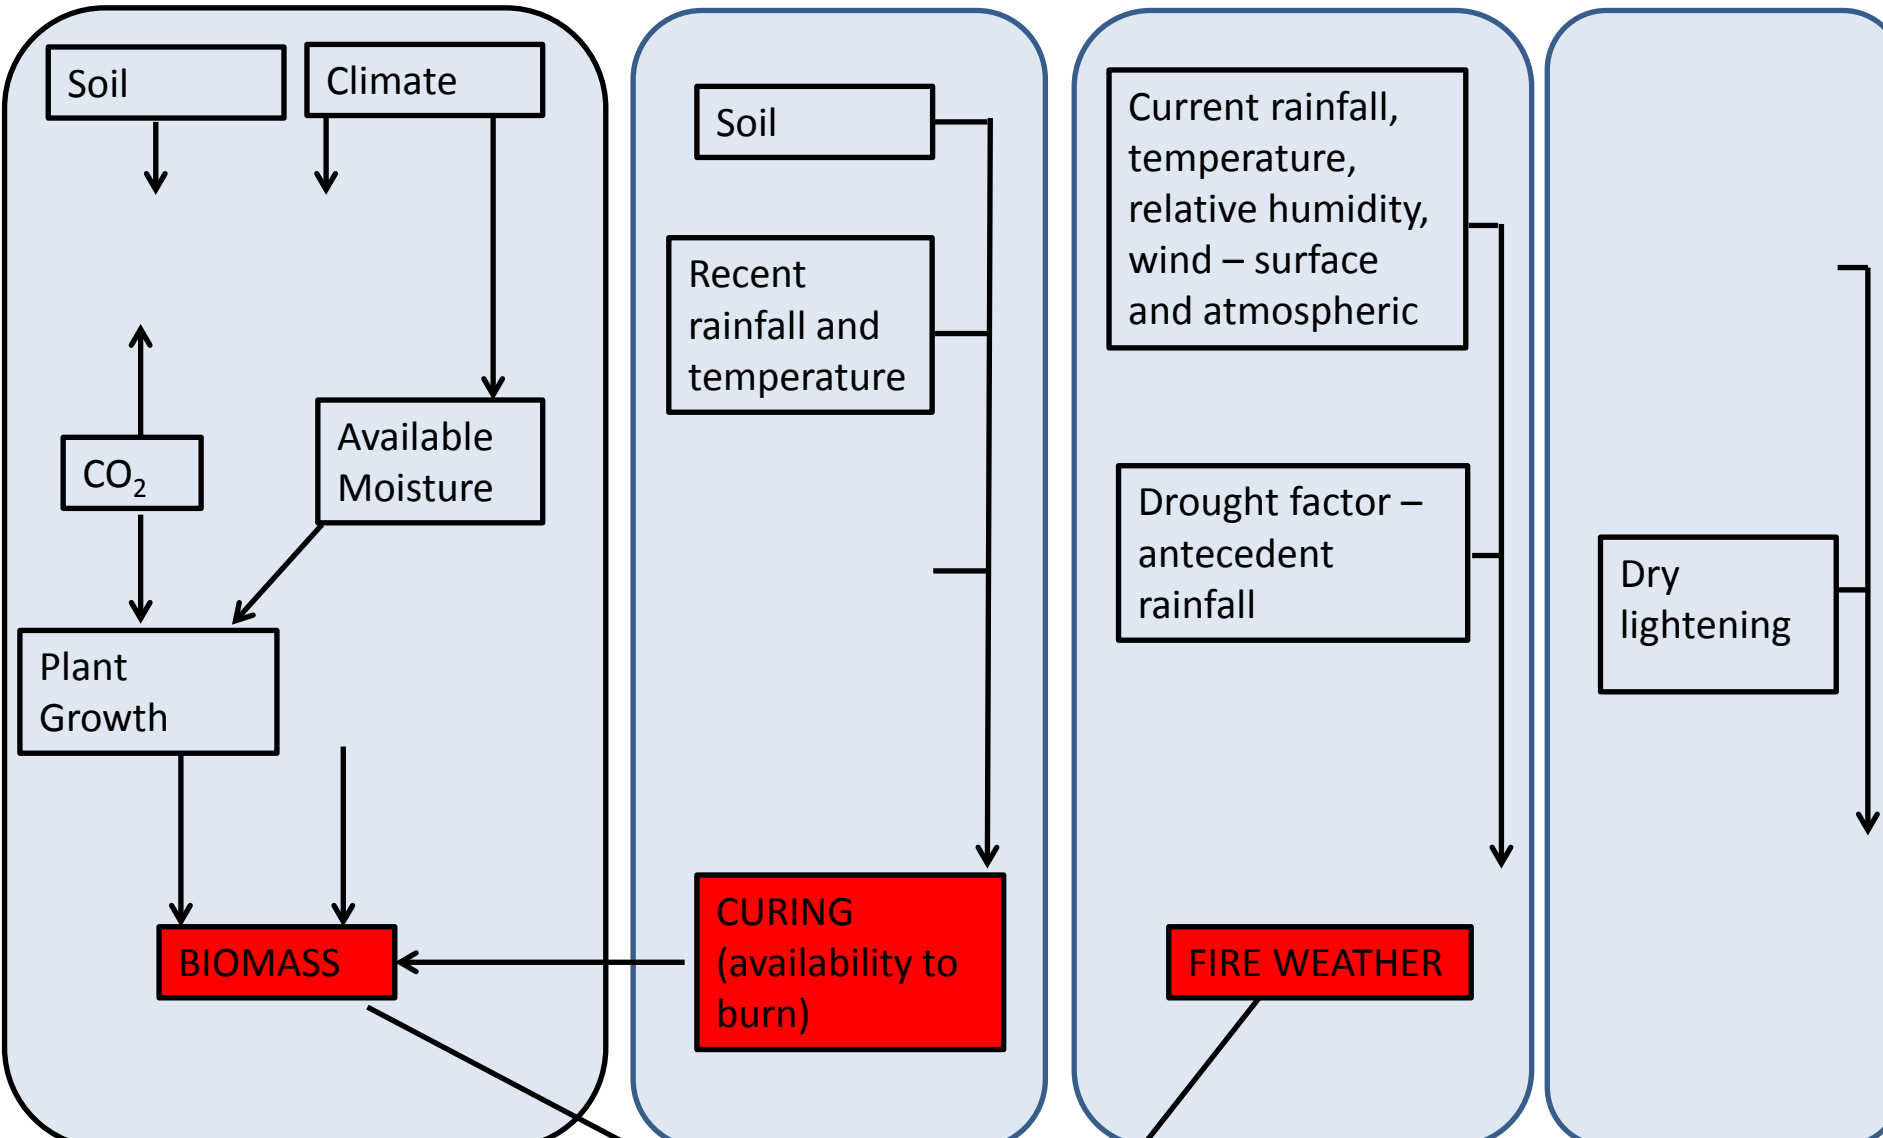 Soil
Climate
CO₂
Available
Moisture
Plant
Growth
BIOMASS
Soil
Recent
rainfall and
temperature
CURING
(availability to
burn)
Current rainfall,
temperature,
relative humidity,
wind – surface
and atmospheric
Drought factor –
antecedent
rainfall
FIRE WEATHER
Dry
lightening